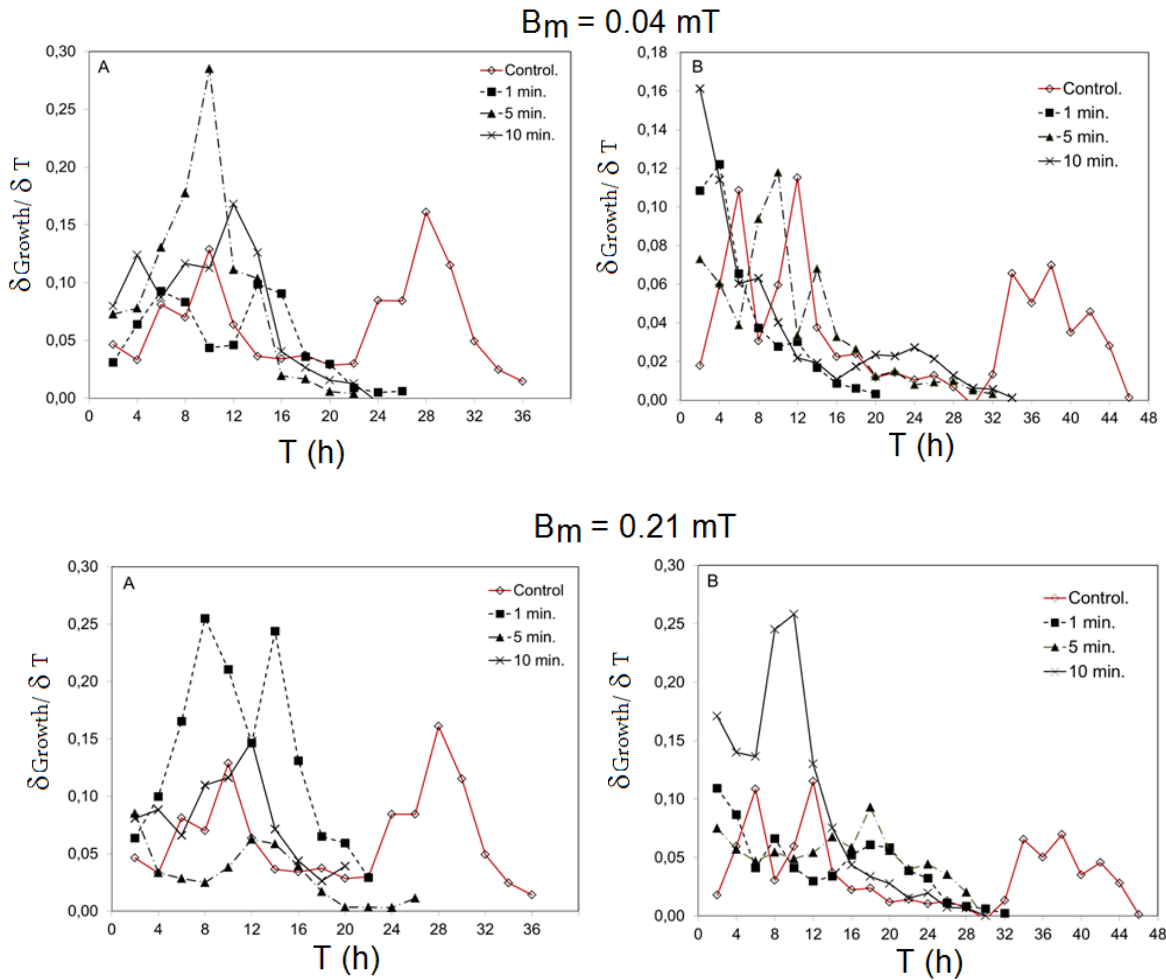 Bm = 0.04 mT
A
Control.
1 min.
5 min.
10 min.
0,30
0,25
0,20
0,15
0,10
0,05
0,00
0 4 8 12 16 20 24 28 32 36
δGrowth/ δ T
T (h)
B
Control.
1 min.
5 min.
10 min.
0,18
0,16
0,14
0,12
0,10
0,08
0,06
0,04
0,02
0,00
0 4 8 12 16 20 24 28 32 36 40 44 48
δGrowth/ δ T
T (h)
Bm = 0.21 mT
A
Control
1 min.
5 min.
10 min.
0,30
0,25
0,20
0,15
0,10
0,05
0,00
0 4 8 12 16 20 24 28 32 36
δGrowth/ δ T
T (h)
B
Control.
1 min.
5 min.
10 min.
0,30
0,25
0,20
0,15
0,10
0,05
0,00
0 4 8 12 16 20 24 28 32 36 40 44 48
δGrowth/ δ T
T (h)